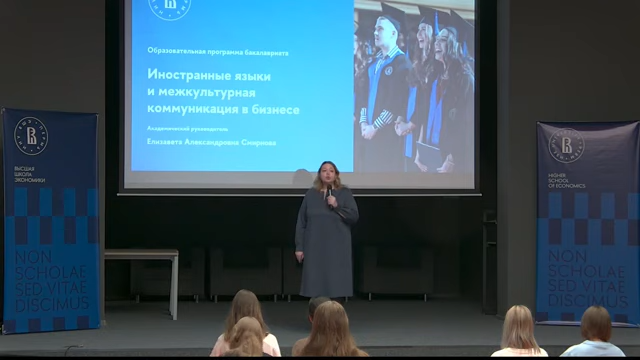 Образовательная программа бакалавриата
Иностранные языки
и межкультурная
коммуникация в бизнесе
Академический руководитель
Елизавета Александровна Смирнова
ВЫСШАЯ
ШКОЛА
ЭКОНОМИКИ
NON
SCHOLAE
SED VITAE
DISCIMUS
HIGHER
SCHOOL
OF ECONOMICS
NON
SCHOLAE
SED VITAE
DISCIMUS